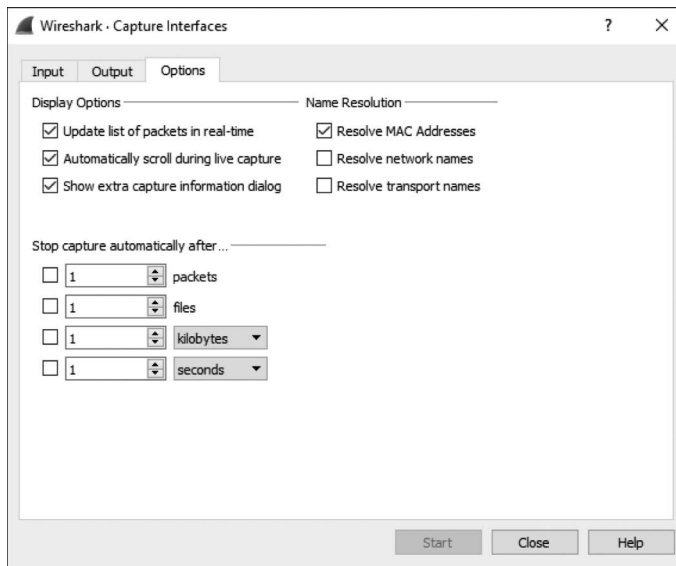 Wireshark · Capture Interfaces
?
Input Output Options
Display Options
Update list of packets in real-time
Automatically scroll during live capture
Show extra capture information dialog
Name Resolution
Resolve MAC Addresses
Resolve network names
Resolve transport names
Stop capture automatically after...
1 packets
1 files
1 kilobytes
1 seconds
Start Close Help